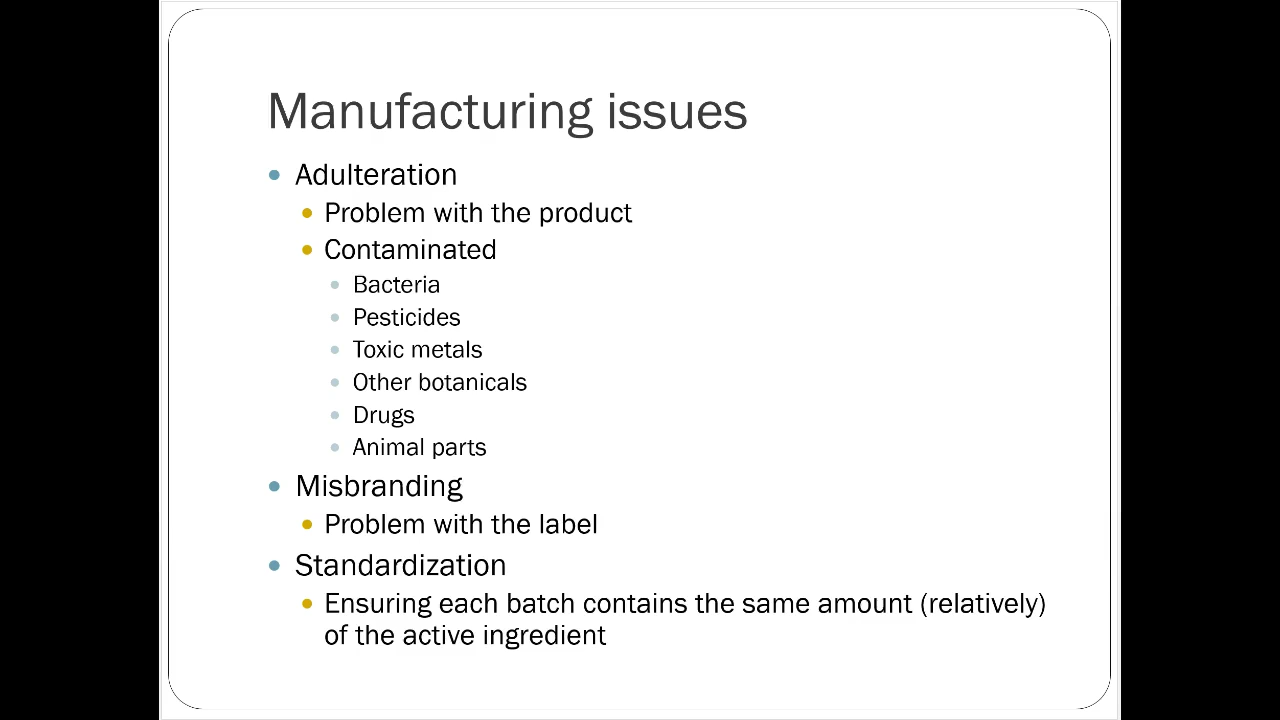 Manufacturing issues
Adulteration
Problem with the product
Contaminated
Bacteria
Pesticides
Toxic metals
Other botanicals
Drugs
Animal parts
Misbranding
Problem with the label
Standardization
Ensuring each batch contains the same amount (relatively)
of the active ingredient